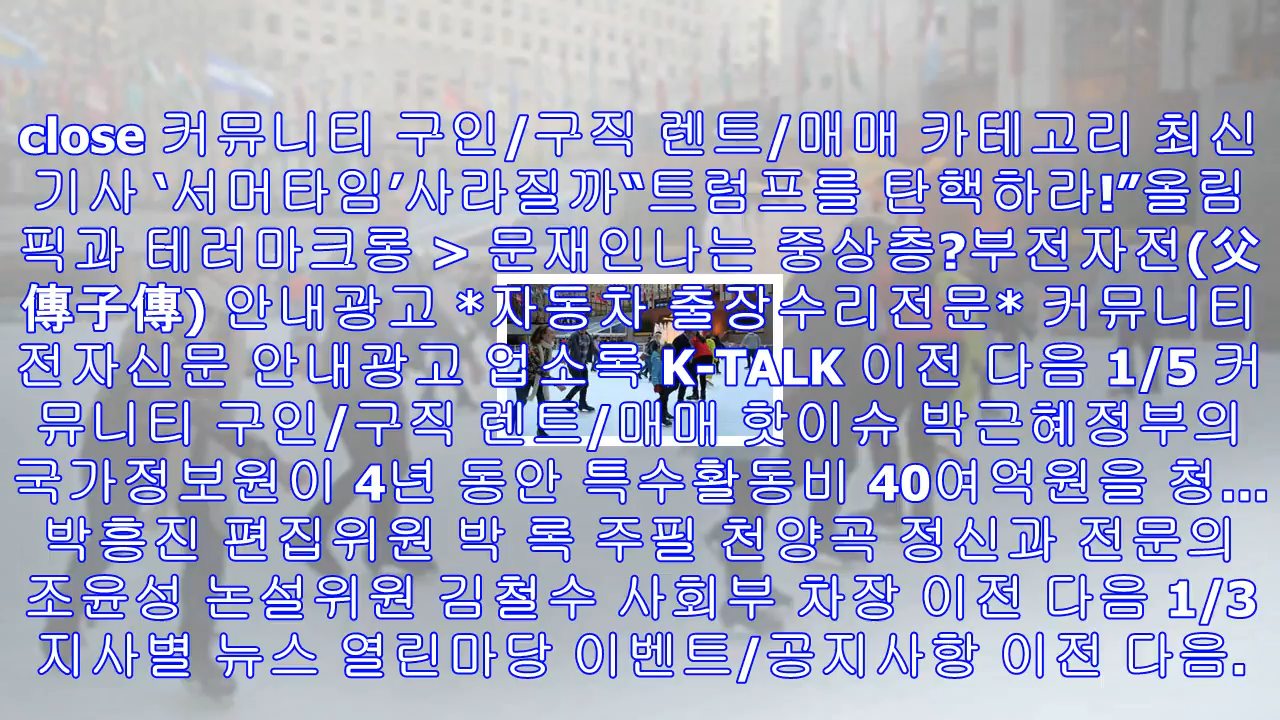 close 커뮤니티 구인/구직 렌트/매매 카테고리 최신
기사 ‘서머타임’사라질까“트럼프를 탄핵하라!”올림
픽과 테러마크롱 > 문재인나는 중상층?부전자전(父
傳子傳) 안내광고 *자동차 출장수리전문* 커뮤니티
전자신문 안내광고 업소록 K-TALK 이전 다음 1/5 커
뮤니티 구인/구직 렌트/매매 핫이슈 박근혜정부의
국가정보원이 4년 동안 특수활동비 40여억원을 청...
박흥진 편집위원 박 록 주필 천양곡 정신과 전문의
조윤성 논설위원 김철수 사회부 차장 이전 다음 1/3
지사별 뉴스 열린마당 이벤트/공지사항 이전 다음.